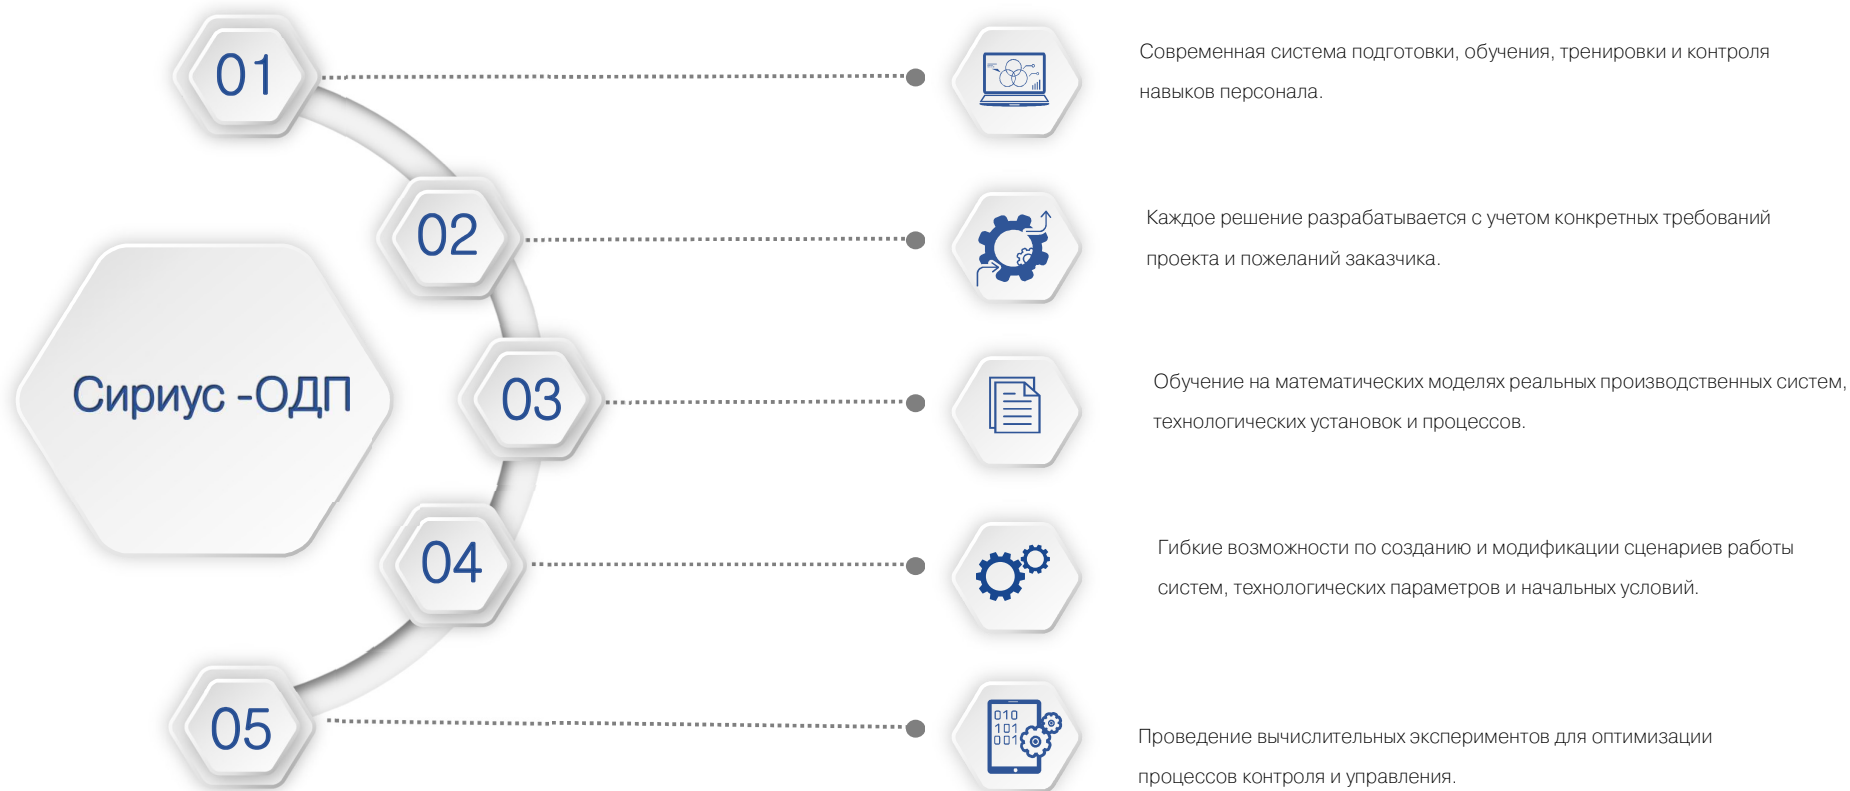 01
Современная система подготовки, обучения, тренировки и контроля
навыков персонала.
02
Каждое решение разрабатывается с учетом конкретных требований
проекта и пожеланий заказчика.
Сириус -ОДП
03
Обучение на математических моделях реальных производственных систем,
технологических установок и процессов.
04
Гибкие возможности по созданию и модификации сценариев работы
систем, технологических параметров и начальных условий.
05
010
101
001
Проведение вычислительных экспериментов для оптимизации
процессов контроля и управления.